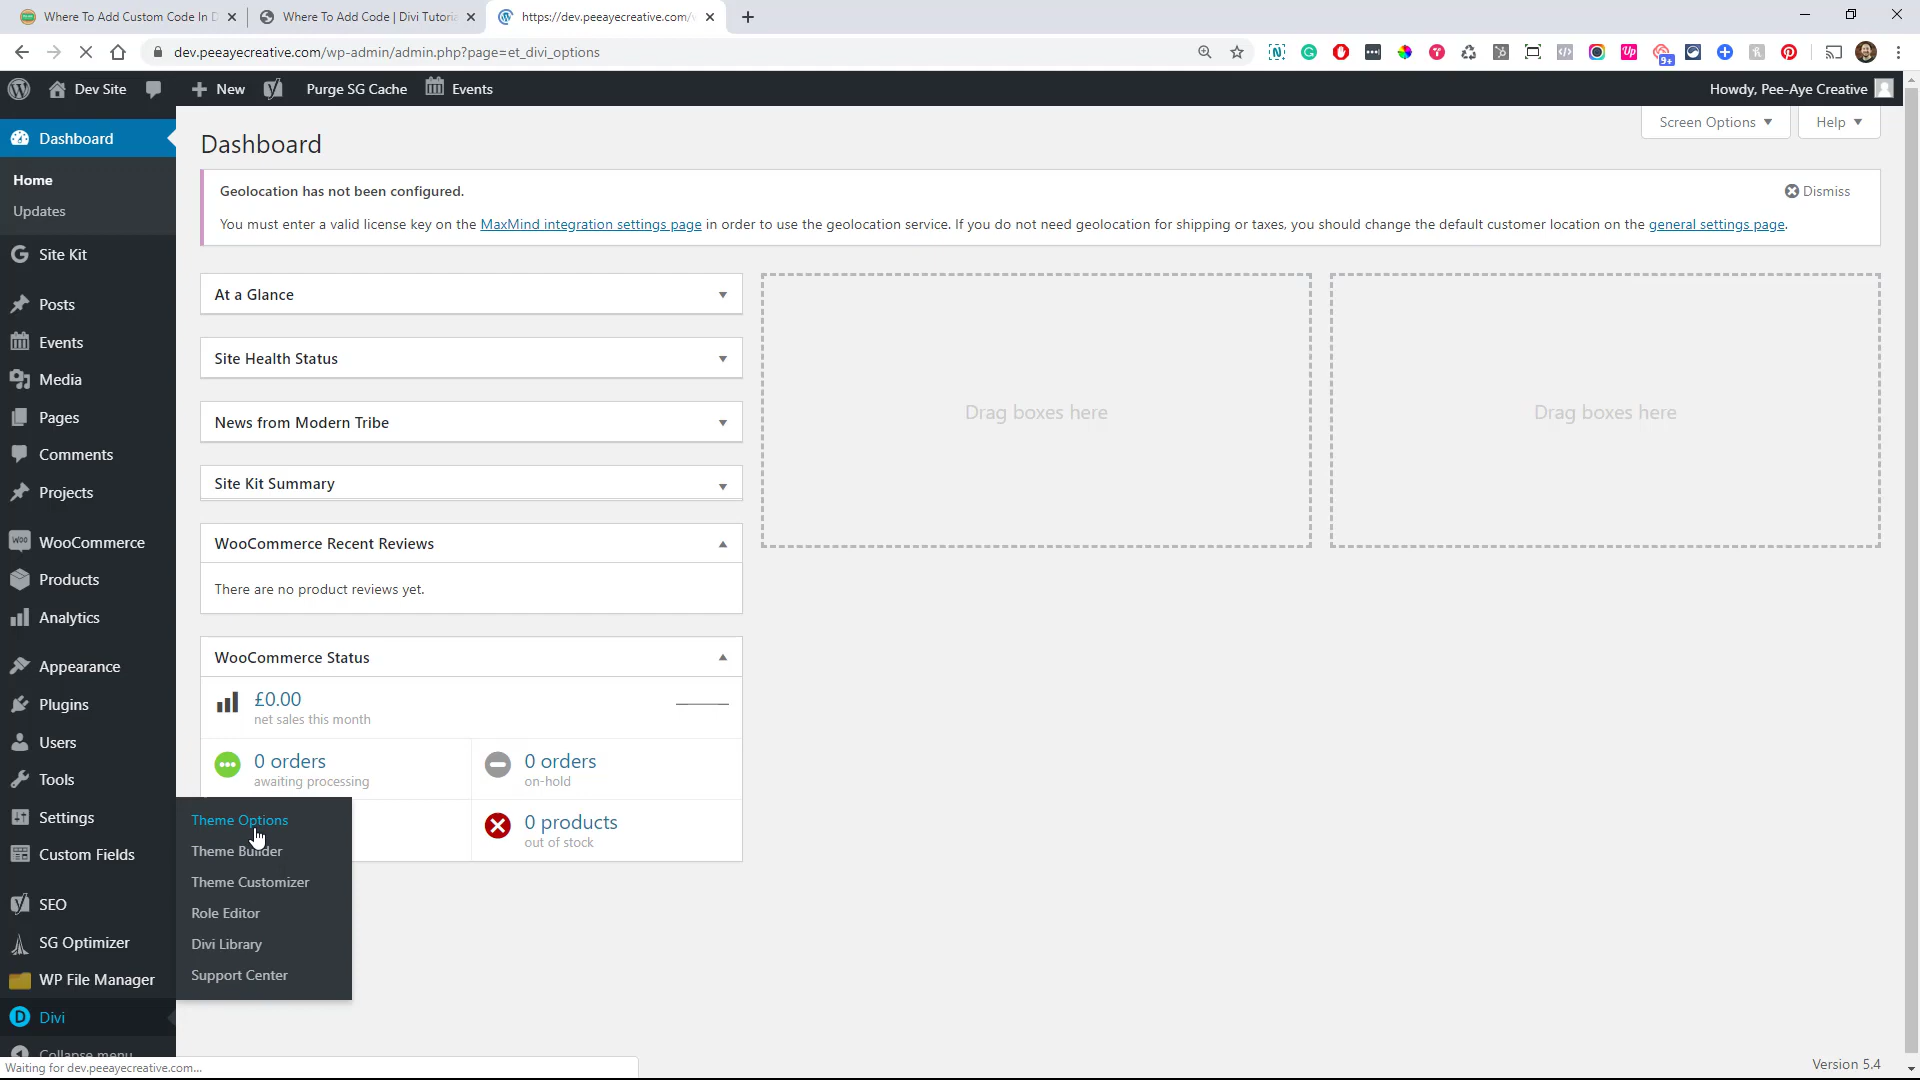 Where To Add Custom Code In D
Where To Add Code | Divi Tutoria
https://dev.peeayecreative.com/
dev.peeayecreative.com/wp-admin/admin.php?page=et_divi_options
Up
9+
Dev Site
New
Purge SG Cache
Events
Howdy, Pee-Aye Creative
Dashboard
Home
Updates
Site Kit
Posts
Events
Media
Pages
Comments
Projects
WooCommerce
Products
Analytics
Appearance
Plugins
Users
Tools
Settings
Custom Fields
SEO
SG Optimizer
WP File Manager
Divi
Collapse menu
Theme Options
Theme Builder
Theme Customizer
Role Editor
Divi Library
Support Center
Dashboard
Screen Options
Help
Geolocation has not been configured.
Dismiss
You must enter a valid license key on the MaxMind integration settings page in order to use the geolocation service. If you do not need geolocation for shipping or taxes, you should change the default customer location on the general settings page.
At a Glance
Site Health Status
News from Modern Tribe
Site Kit Summary
WooCommerce Recent Reviews
There are no product reviews yet.
WooCommerce Status
£0.00
net sales this month
0 orders
awaiting processing
0 orders
on-hold
0 products
out of stock
Drag boxes here
Drag boxes here
Version 5.4
Waiting for dev.peeayecreative.com...